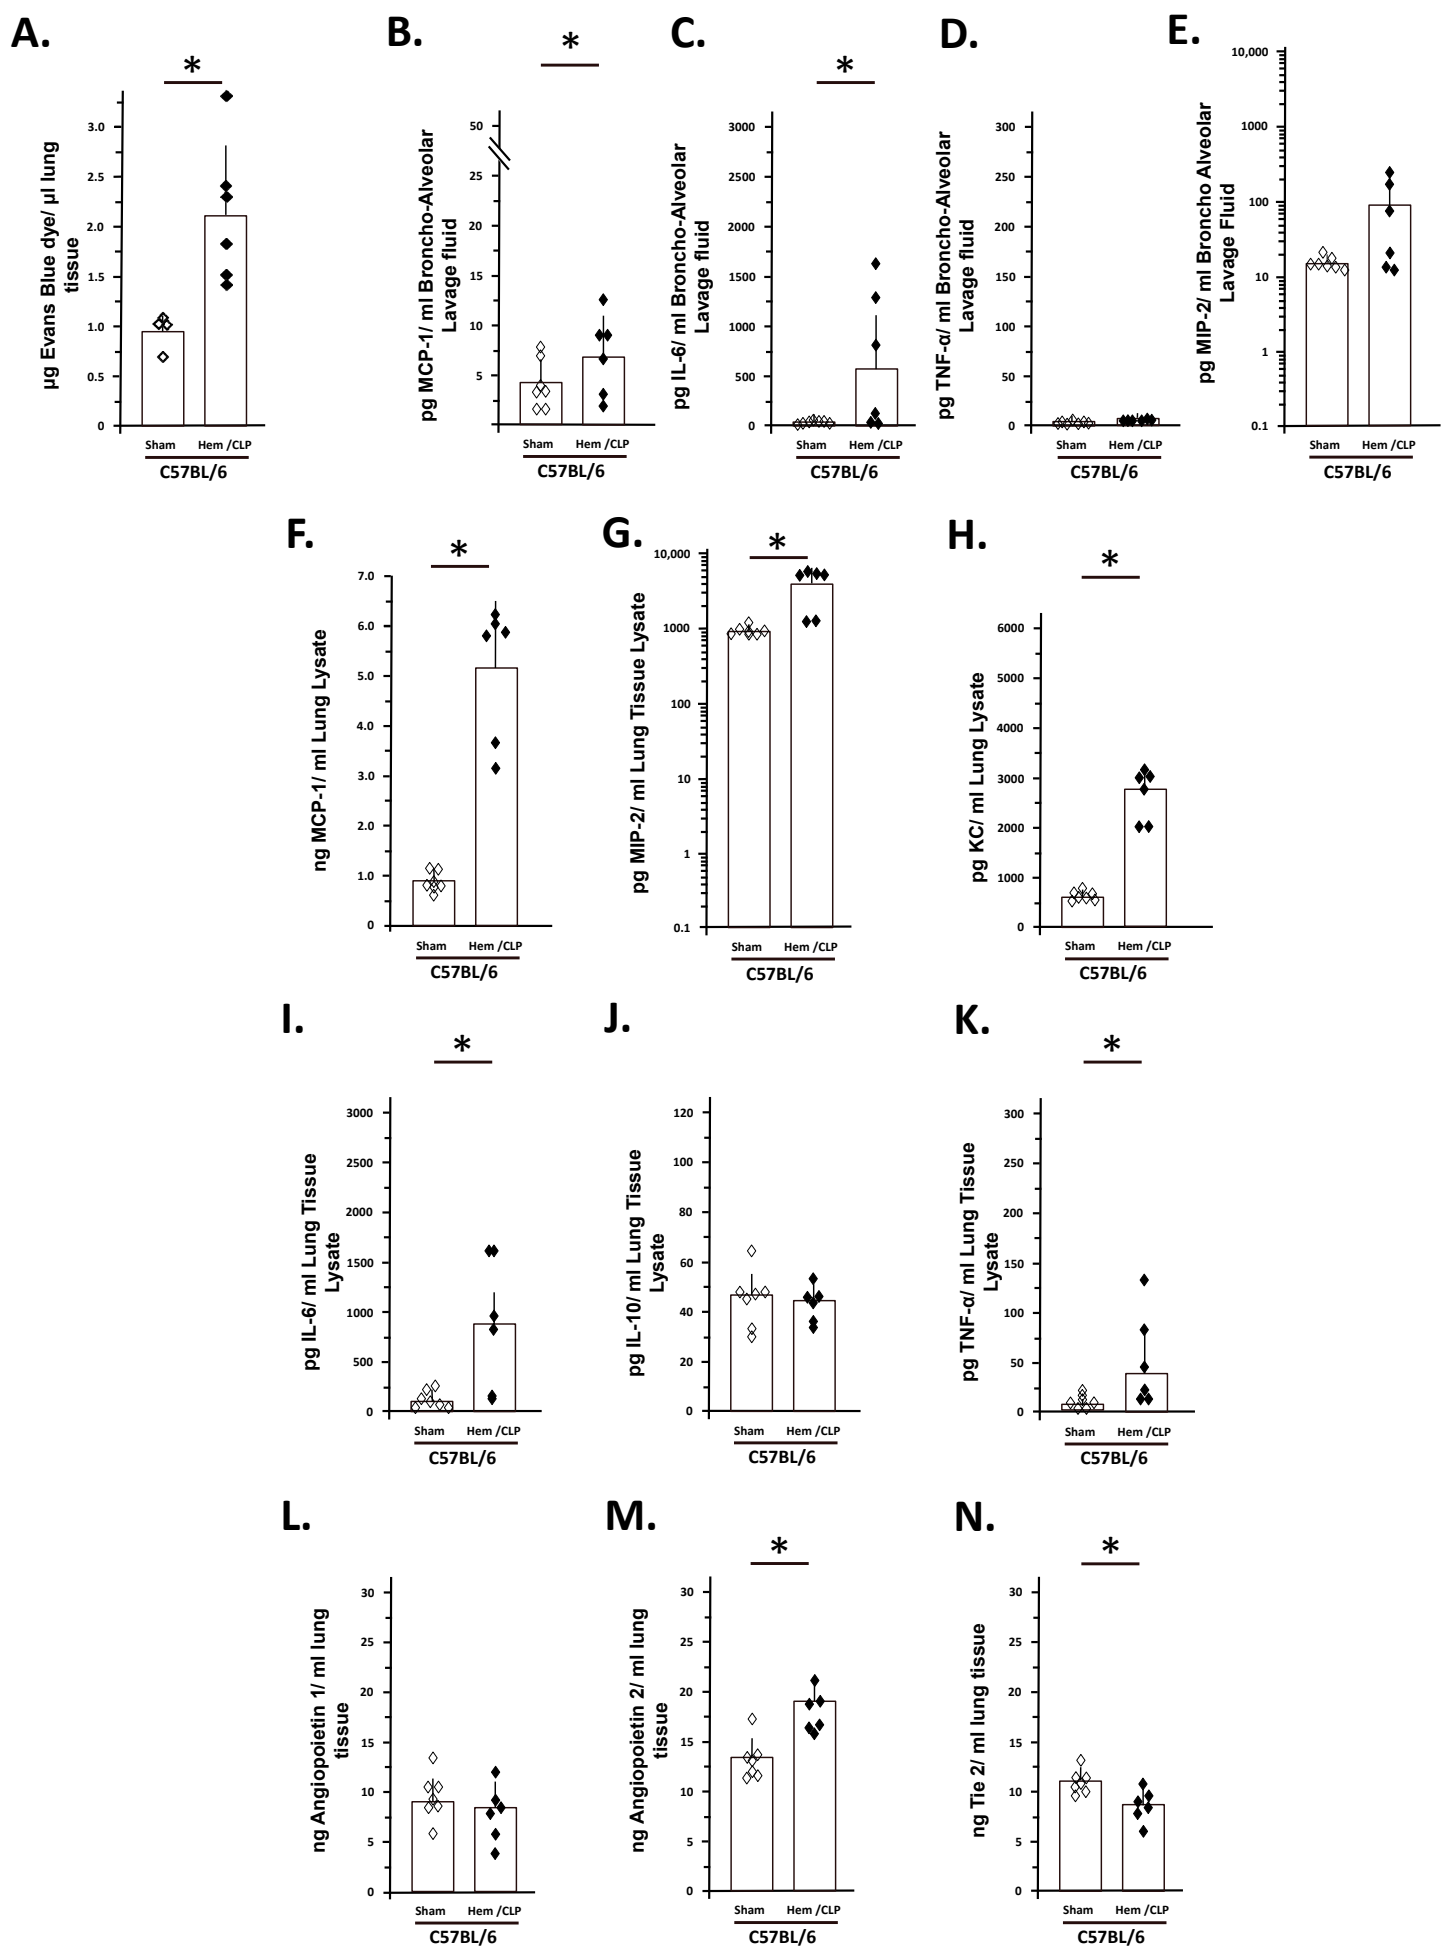 A.
*
µg Evans Blue dye/ µl lung
tissue
3.0
2.5
2.0
1.5
1.0
0.5
0
Sham
Hem /CLP
C57BL/6
B.
*
pg MCP-1/ ml Broncho-Alveolar
Lavage fluid
50
25
20
15
10
5
Sham
Hem /CLP
C57BL/6
C.
*
pg IL-6/ ml Broncho-Alveolar
Lavage fluid
3000
2500
2000
1500
1000
500
0
Sham
Hem /CLP
C57BL/6
D.
pg TNF-α/ ml Broncho-Alveolar
Lavage fluid
300
250
200
150
100
50
0
Sham
Hem /CLP
C57BL/6
E.
pg MIP-2/ ml Broncho Alveolar
Lavage Fluid
10,000
1000
100
10
1
0.1
Sham
Hem /CLP
C57BL/6
F.
*
ng MCP-1/ ml Lung Lysate
7.0
6.0
5.0
4.0
3.0
2.0
1.0
0
Sham
Hem /CLP
C57BL/6
G.
*
pg MIP-2/ ml Lung Tissue Lysate
10,000
1000
100
10
1
0.1
Sham
Hem /CLP
C57BL/6
H.
*
pg KC/ ml Lung Lysate
6000
5000
4000
3000
2000
1000
0
Sham
Hem /CLP
C57BL/6
I.
*
pg IL-6/ ml Lung Tissue
Lysate
3000
2500
2000
1500
1000
500
0
Sham
Hem /CLP
C57BL/6
J.
pg IL-10/ ml Lung Tissue
Lysate
120
100
80
60
40
20
0
Sham
Hem /CLP
C57BL/6
K.
*
pg TNF-α/ ml Lung Tissue
Lysate
300
250
200
150
100
50
0
Sham
Hem /CLP
C57BL/6
L.
ng Angiopoietin 1/ ml lung
tissue
30
25
20
15
10
5
0
Sham
Hem /CLP
C57BL/6
M.
*
ng Angiopoietin 2/ ml lung
tissue
30
25
20
15
10
5
0
Sham
Hem /CLP
C57BL/6
N.
*
ng Tie 2/ ml lung tissue
30
25
20
15
10
5
0
Sham
Hem /CLP
C57BL/6